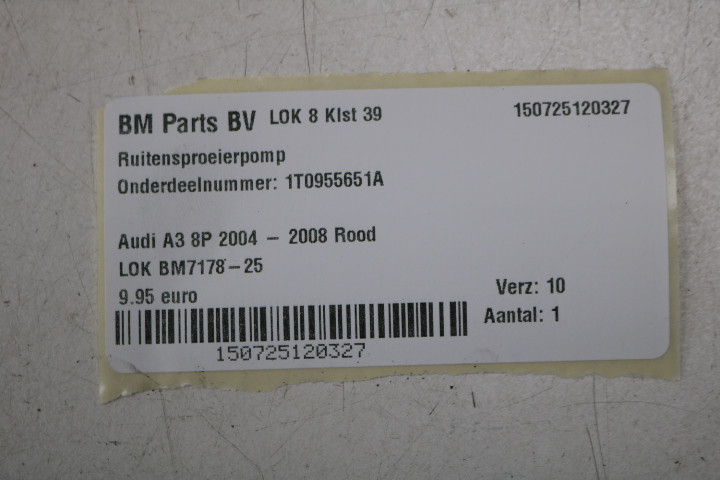 BM Parts BV LOK 8 Klst 39 150725120327
Ruitensproeierpomp
Onderdeelnummer: 1T0955651A
Audi A3 8P 2004 – 2008 Rood
LOK BM7178-25
9.95 euro
Verz: 10
Aantal: 1
150725120327